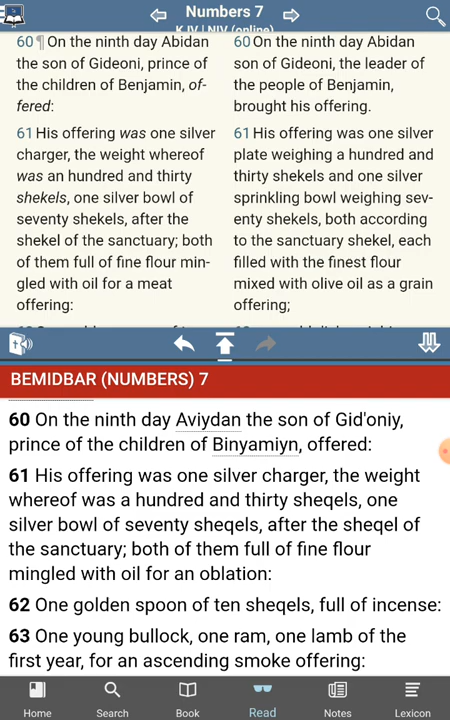 Numbers 7
KJV | NIV (online)
60 ¶ On the ninth day Abidan
the son of Gideoni, prince of
the children of Benjamin, of-
fered:
61 His offering was one silver
charger, the weight whereof
was an hundred and thirty
shekels, one silver bowl of
seventy shekels, after the
shekel of the sanctuary; both
of them full of fine flour min-
gled with oil for a meat
offering:
60 On the ninth day Abidan
son of Gideoni, the leader of
the people of Benjamin,
brought his offering.
61 His offering was one silver
plate weighing a hundred and
thirty shekels and one silver
sprinkling bowl weighing sev-
enty shekels, both according
to the sanctuary shekel, each
filled with the finest flour
mixed with olive oil as a grain
offering;
BEMIDBAR (NUMBERS) 7
60 On the ninth day Aviydan the son of Gid'oniy,
prince of the children of Binyamiyn, offered:
61 His offering was one silver charger, the weight
whereof was a hundred and thirty sheqels, one
silver bowl of seventy sheqels, after the sheqel of
the sanctuary; both of them full of fine flour
mingled with oil for an oblation:
62 One golden spoon of ten sheqels, full of incense:
63 One young bullock, one ram, one lamb of the
first year, for an ascending smoke offering:
Home Search Book Read Notes Lexicon